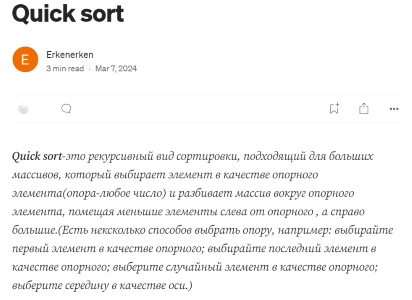 Quick sort
E
Erkenerken
3 min read · Mar 7, 2024
Quick sort-это рекурсивный вид сортировки, подходящий для больших
массивов, который выбирает элемент в качестве опорного
элемента(опора-любое число) и разбивает массив вокруг опорного
элемента, помещая меньшие элементы слева от опорного , а справо
большие.(Есть нексколько способов выбрать опору, например: выбирайте
первый элемент в качестве опорного; выбирайте последний элемент в
качестве опорного; выберите случайный элемент в качестве опорного;
выберите середину в качестве оси.)